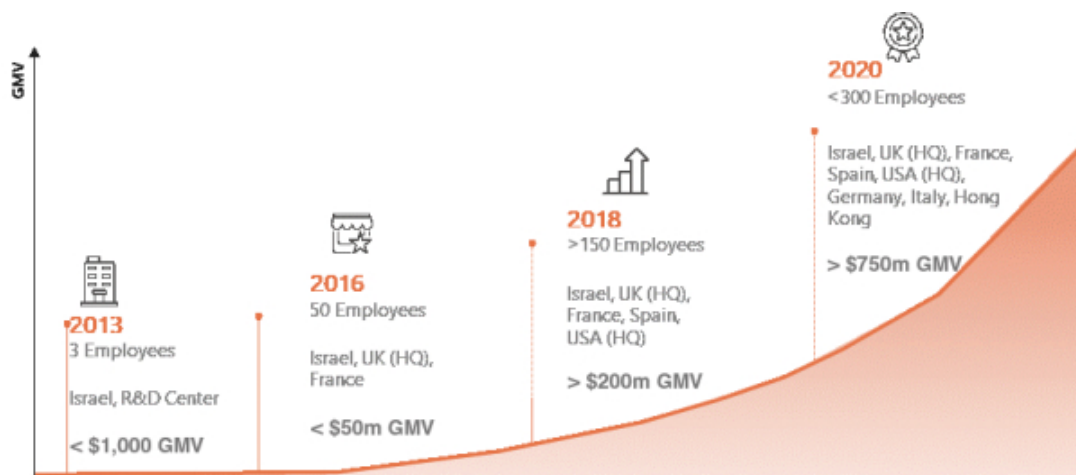 GMV
2013
3 Employees
Israel, R&D Center
< $1,000 GMV
2016
50 Employees
Israel, UK (HQ),
France
< $50m GMV
2018
>150 Employees
Israel, UK (HQ),
France, Spain,
USA (HQ)
> $200m GMV
2020
<300 Employees
Israel, UK (HQ), France,
Spain, USA (HQ),
Germany, Italy, Hong
Kong
> $750m GMV